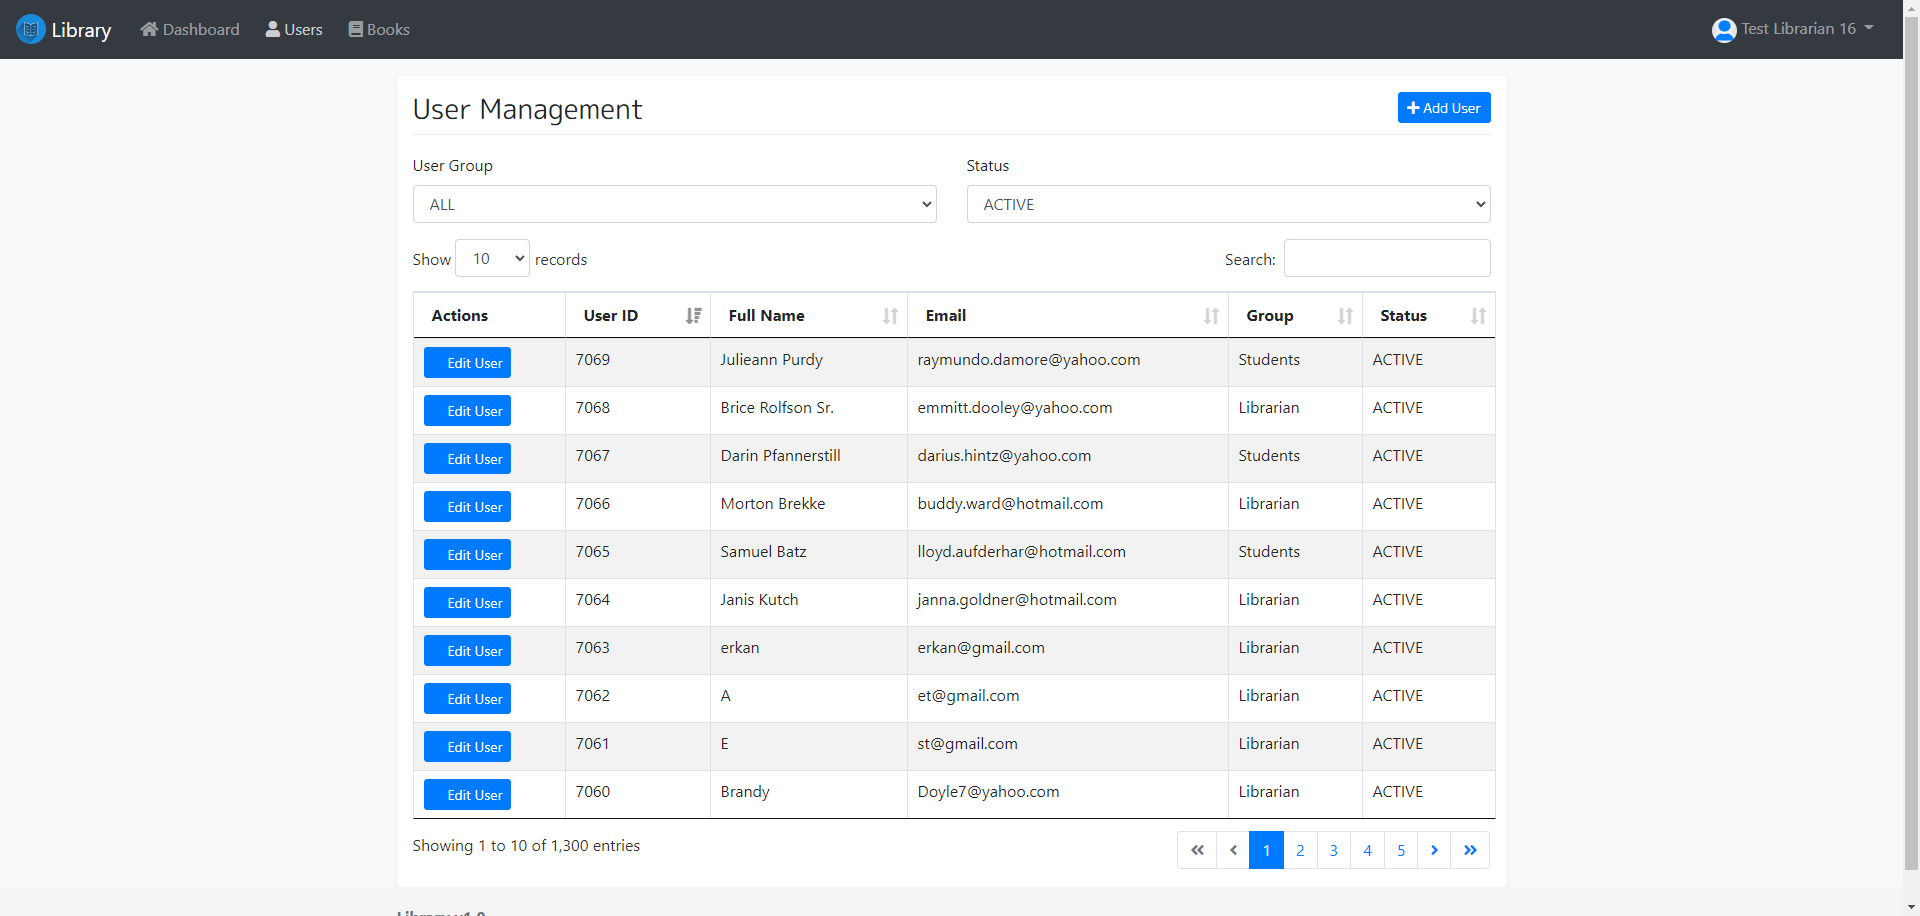 Library Dashboard Users Books Test Librarian 16
User Management Add User
User Group Status
ALL ACTIVE
Show 10 records Search:
Actions User ID Full Name Email Group Status
Edit User 7069 Julieann Purdy raymundo.damore@yahoo.com Students ACTIVE
Edit User 7068 Brice Rolfson Sr. emmitt.dooley@yahoo.com Librarian ACTIVE
Edit User 7067 Darin Pfannerstill darius.hintz@yahoo.com Students ACTIVE
Edit User 7066 Morton Brekke buddy.ward@hotmail.com Librarian ACTIVE
Edit User 7065 Samuel Batz lloyd.aufderhar@hotmail.com Students ACTIVE
Edit User 7064 Janis Kutch janna.goldner@hotmail.com Librarian ACTIVE
Edit User 7063 erkan erkan@gmail.com Librarian ACTIVE
Edit User 7062 A et@gmail.com Librarian ACTIVE
Edit User 7061 E st@gmail.com Librarian ACTIVE
Edit User 7060 Brandy Doyle7@yahoo.com Librarian ACTIVE
Showing 1 to 10 of 1,300 entries « ‹ 1 2 3 4 5 › »